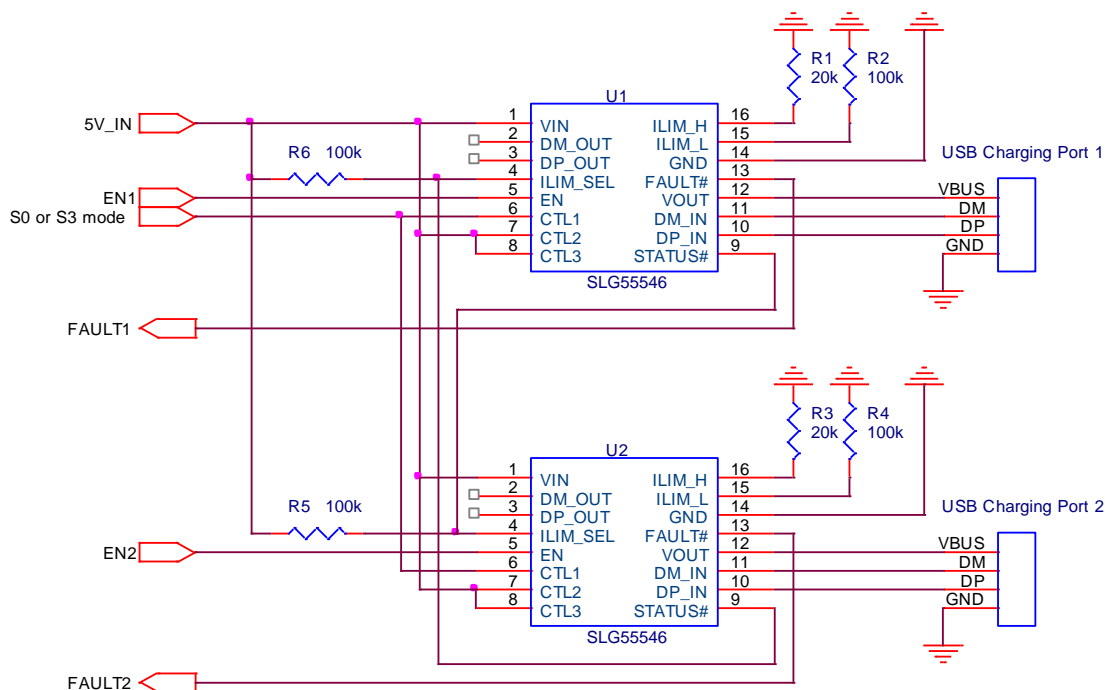 R1
20k
R2
100k
U1
5V_IN
EN1
S0 or S3 mode
R6 100k
1 VIN
2 DM_OUT
3 DP_OUT
4 ILIM_SEL
5 EN
6 CTL1
7 CTL2
8 CTL3
ILIM_H 16
ILIM_L 15
GND 14
FAULT# 13
VOUT 12
DM_IN 11
DP_IN 10
STATUS# 9
SLG55546
USB Charging Port 1
VBUS
DM
DP
GND
FAULT1
R3
20k
R4
100k
U2
R5 100k
EN2
1 VIN
2 DM_OUT
3 DP_OUT
4 ILIM_SEL
5 EN
6 CTL1
7 CTL2
8 CTL3
ILIM_H 16
ILIM_L 15
GND 14
FAULT# 13
VOUT 12
DM_IN 11
DP_IN 10
STATUS# 9
SLG55546
USB Charging Port 2
VBUS
DM
DP
GND
FAULT2